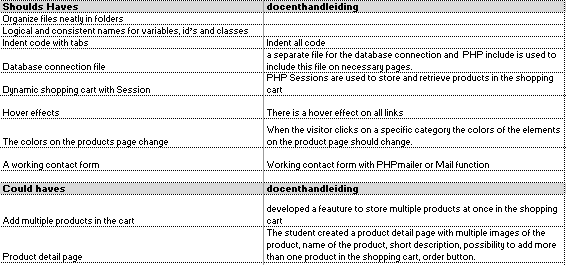 Shoulds Haves docenthandleiding
Organize files neatly in folders
Logical and consistent names for variables, id's and classes
Indent code with tabs Indent all code
a separate file for the database connection and PHP include is used to
Database connection file include this file on necessary pages.
PHP Sessions are used to store and retrieve products in the shopping
Dynamic shopping cart with Session cart
Hover effects There is a hover effect on all links
When the visitor clicks on a specific category the colors of the elements
The colors on the products page change on the product page should change.
A working contact form Working contact form with PHPmailer or Mail function
Could haves docenthandleiding
developed a feauture to store multiple products at once in the shopping
Add multiple products in the cart cart
The student created a product detail page with multiple images of the
product, name of the product, short description, possibility to add more
Product detail page than one product in the shopping cart, order button.